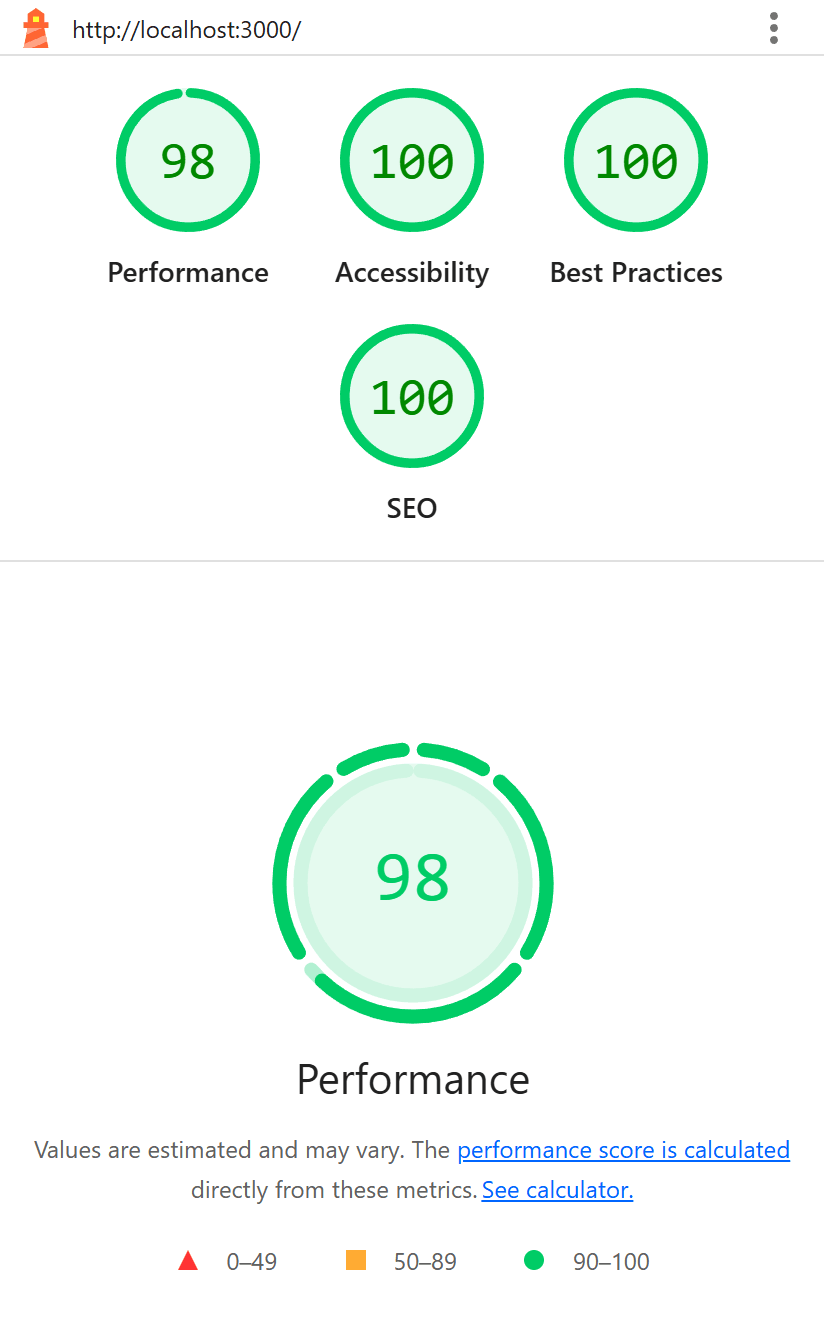 http://localhost:3000/
98 100 100
Performance Accessibility Best Practices
100
SEO
98
Performance
Values are estimated and may vary. The performance score is calculated
directly from these metrics. See calculator.
0–49 50–89 90–100